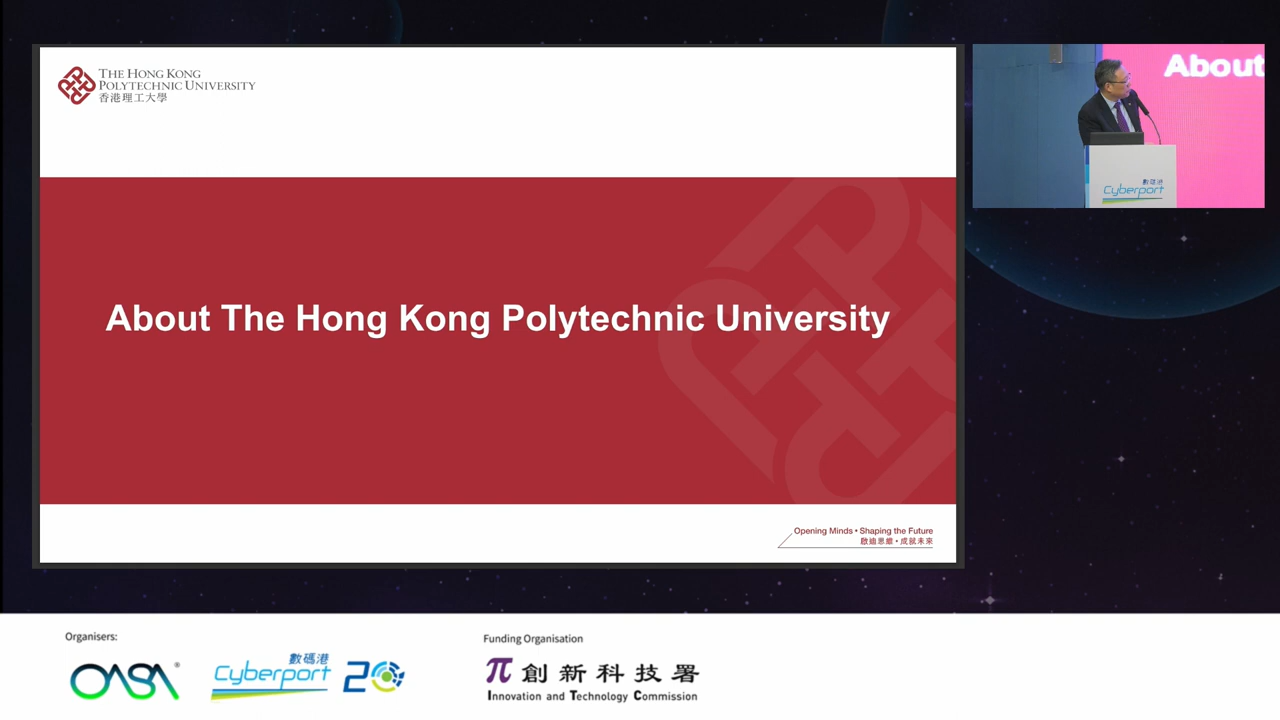 THE HONG KONG
POLYTECHNIC UNIVERSITY
香港理工大學
About The Hong Kong Polytechnic University
Opening Minds • Shaping the Future
啟迪思維 • 成就未來
About
數碼港
Cyberport
Organisers:
OASA®
數碼港
Cyberport 20
Funding Organisation
創新科技署
Innovation and Technology Commission